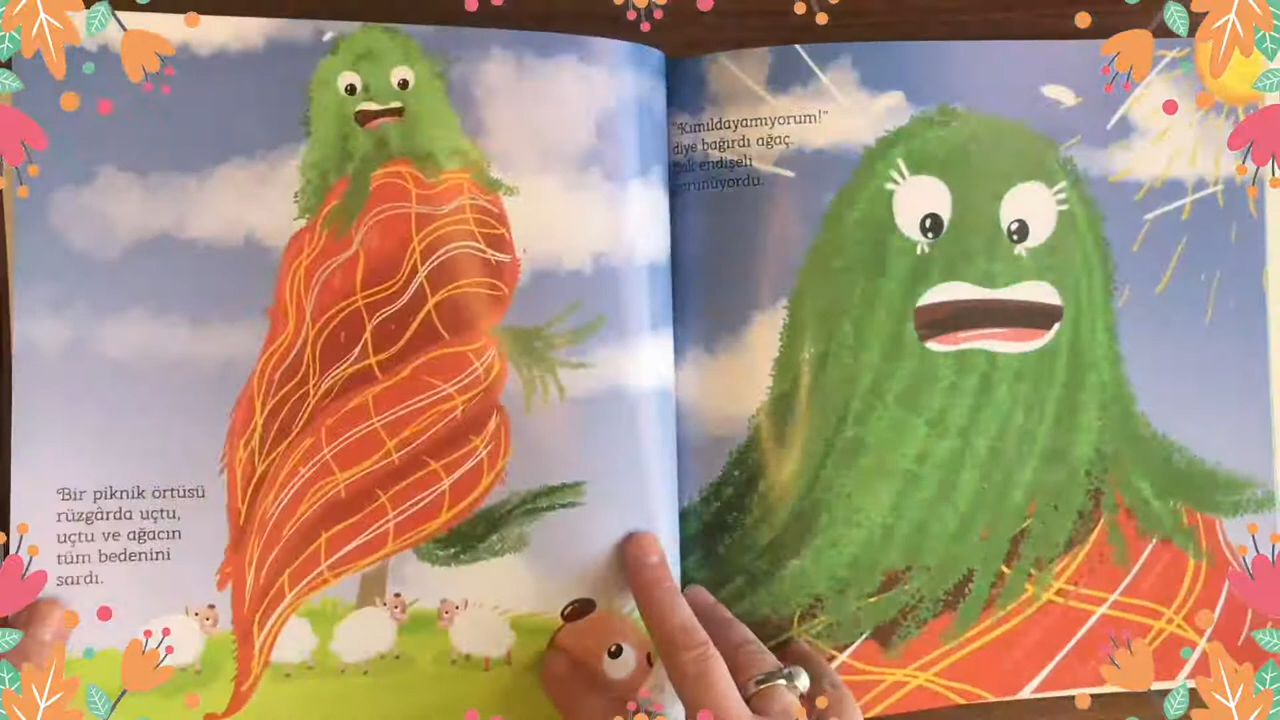 Bir piknik örtüsü
rüzgârda uçtu,
uçtu ve ağacın
tüm bedenini
sardı.
"Kımıldayamıyorum!"
diye bağırdı ağaç.
endişeli